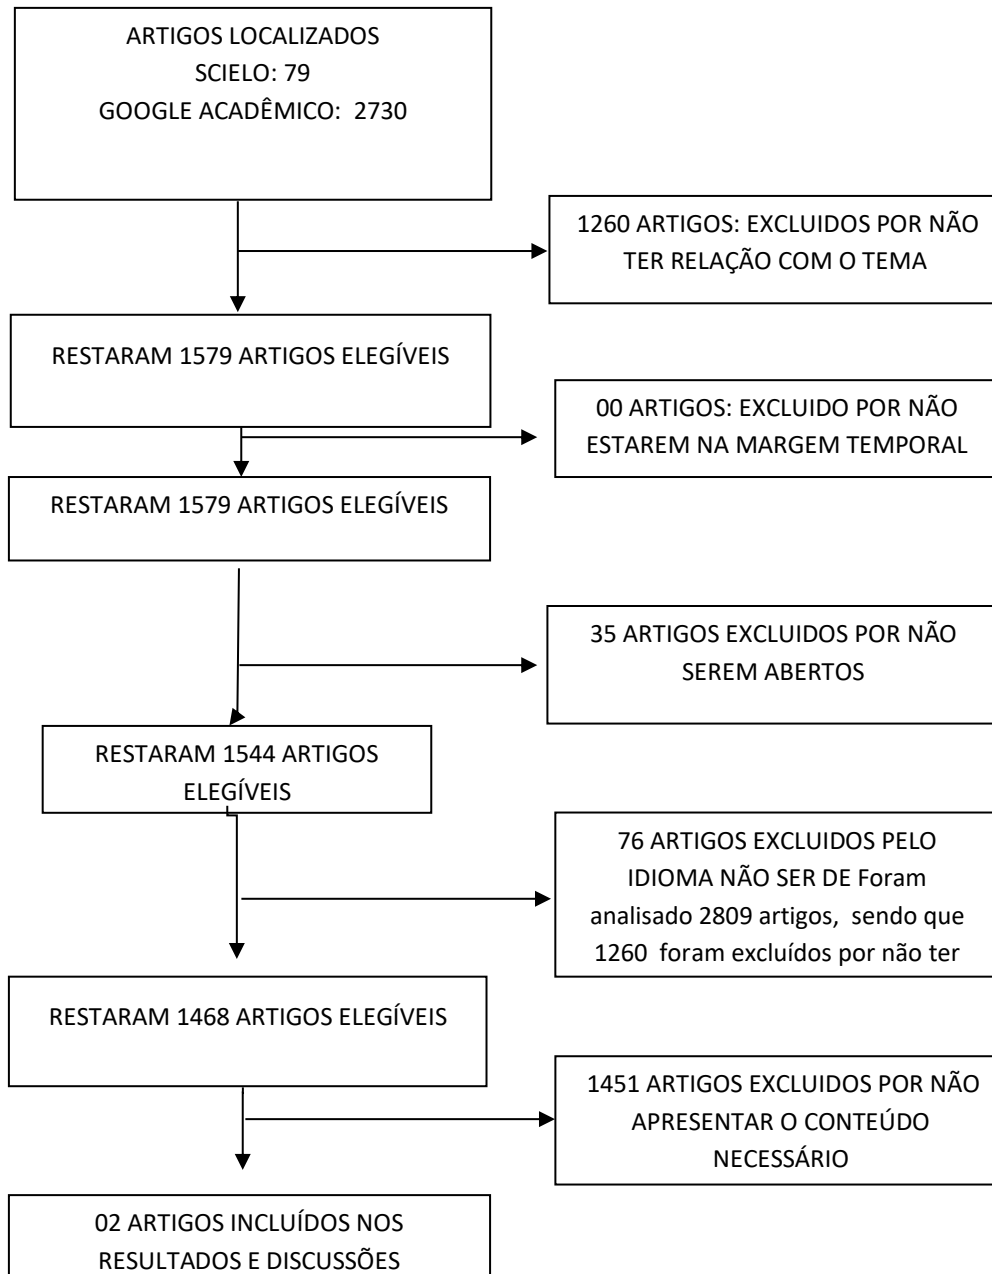 ARTIGOS LOCALIZADOS
SCIELO: 79
GOOGLE ACADÊMICO: 2730
1260 ARTIGOS: EXCLUIDOS POR NÃO
TER RELAÇÃO COM O TEMA
RESTARAM 1579 ARTIGOS ELEGÍVEIS
00 ARTIGOS: EXCLUIDO POR NÃO
ESTAREM NA MARGEM TEMPORAL
RESTARAM 1579 ARTIGOS ELEGÍVEIS
35 ARTIGOS EXCLUIDOS POR NÃO
SEREM ABERTOS
RESTARAM 1544 ARTIGOS
ELEGÍVEIS
76 ARTIGOS EXCLUIDOS PELO
IDIOMA NÃO SER DE Foram
analisado 2809 artigos, sendo que
1260 foram excluídos por não ter
RESTARAM 1468 ARTIGOS ELEGÍVEIS
1451 ARTIGOS EXCLUIDOS POR NÃO
APRESENTAR O CONTEÚDO
NECESSÁRIO
02 ARTIGOS INCLUÍDOS NOS
RESULTADOS E DISCUSSÕES